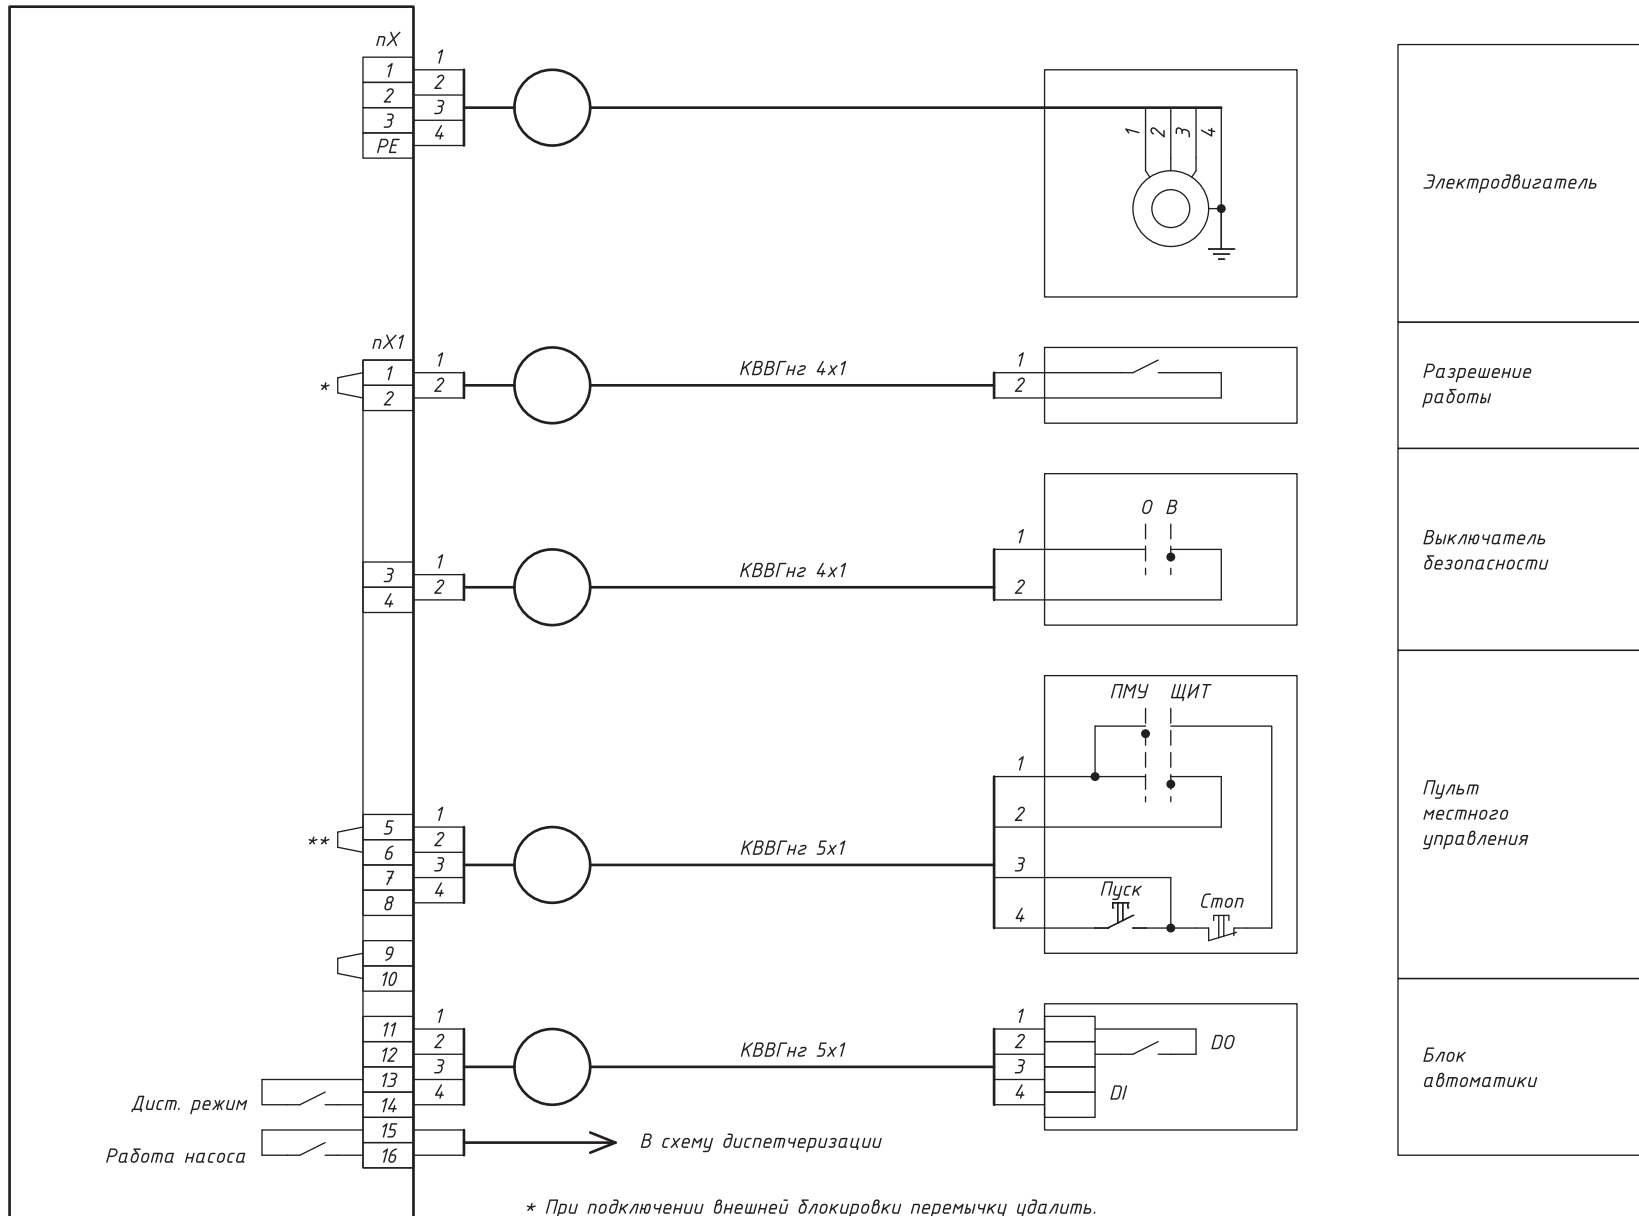 пХ
1
1
2
2
3
3
4
PE
1
2
3
4
Электродвигатель
пХ1
1
1
2
2
*
КВВГнг 4х1
1
2
Разрешение
работы
3
1
4
2
КВВГнг 4х1
1
2
О В
Выключатель
безопасности
**
5
1
6
2
7
3
8
4
КВВГнг 5х1
1
2
3
4
ПМУ ЩИТ
Пуск
Стоп
Пульт
местного
управления
9
10
11
1
12
2
13
3
14
4
КВВГнг 5х1
1
2
3
4
DO
DI
Блок
автоматики
Дист. режим
15
16
Работа насоса
В схему диспетчеризации
* При подключении внешней блокировки перемычку удалить.